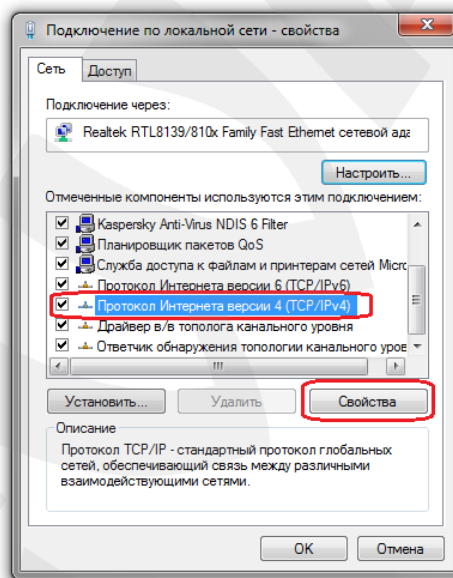 Подключение по локальной сети - свойства
Сеть Доступ
Подключение через:
Realtek RTL8139/810x Family Fast Ethernet сетевой ада
Настроить...
Отмеченные компоненты используются этим подключением:
Kaspersky Anti-Virus NDIS 6 Filter
Планировщик пакетов QoS
Служба доступа к файлам и принтерам сетей Micro
Протокол Интернета версии 6 (TCP/IPv6)
Протокол Интернета версии 4 (TCP/IPv4)
Драйвер в/в тополога канального уровня
Ответчик обнаружения топологии канального уров
Установить... Удалить Свойства
Описание
Протокол TCP/IP - стандартный протокол глобальных
сетей, обеспечивающий связь между различными
взаимодействующими сетями.
OK Отмена